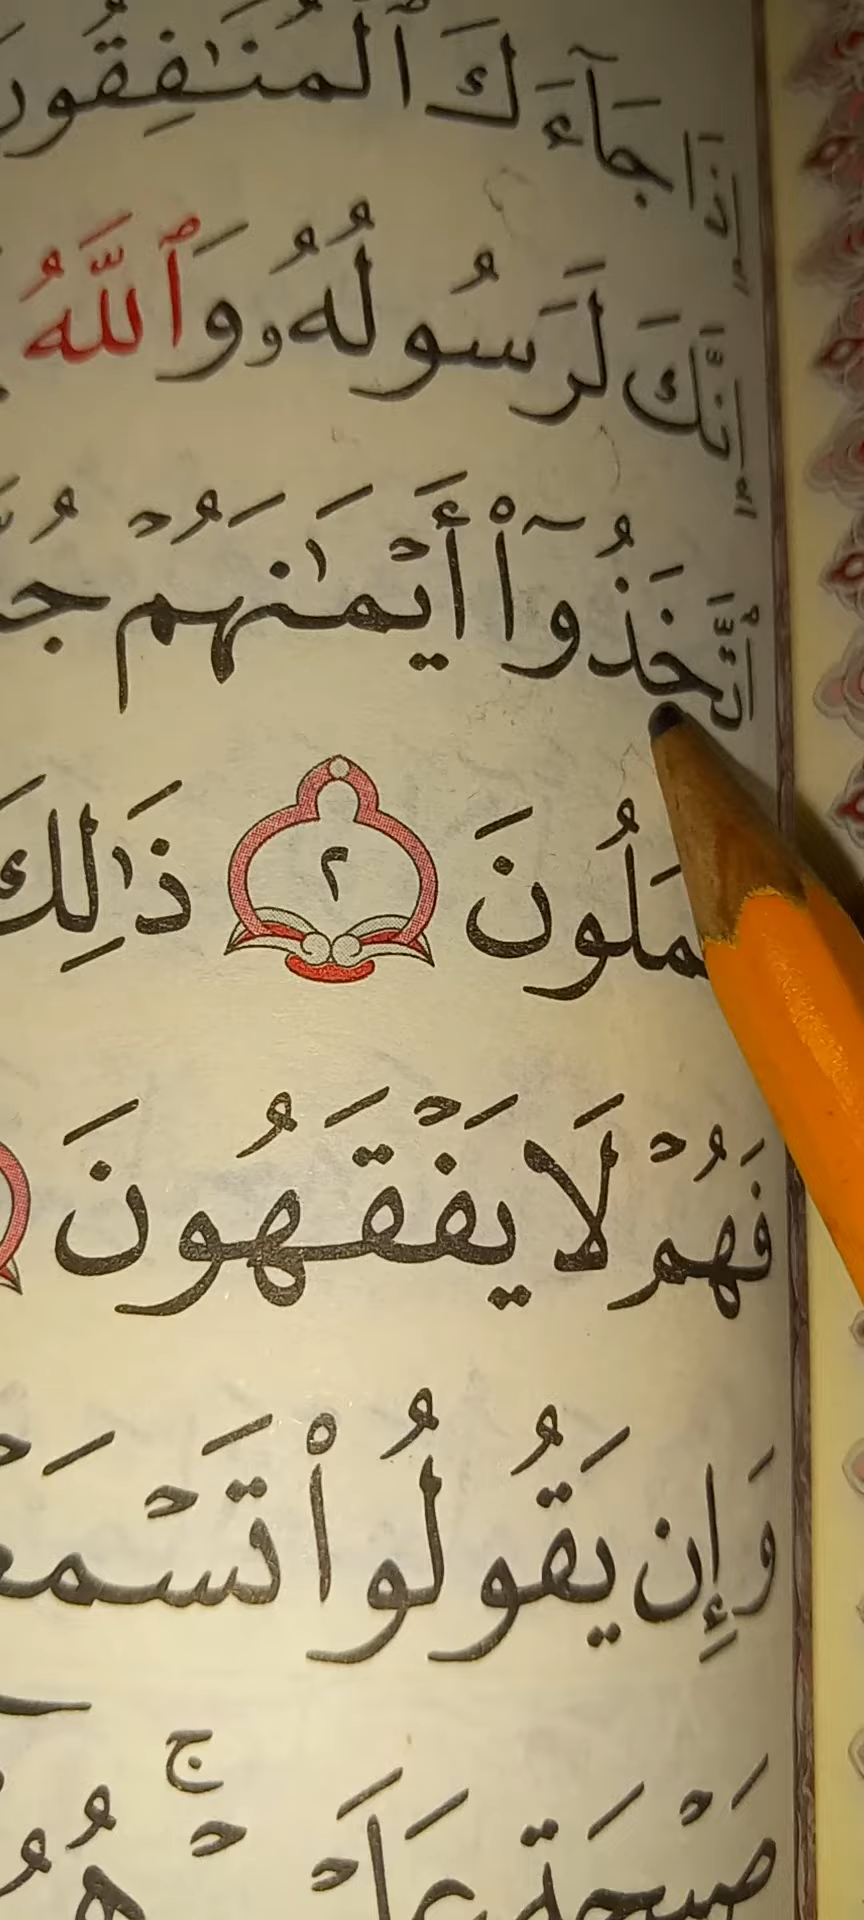 جَآءَكَ ٱلْمُنَـٰفِقُونَ
إِنَّكَ لَرَسُولُهُۥ وَٱللَّهُ
ٱتَّخَذُوٓا۟ أَيْمَـٰنَهُمْ
يَعْمَلُونَ ٢ ذَٰلِكَ
فَهُمْ لَا يَفْقَهُونَ
وَإِن يَقُولُوا۟ تَسْمَعْ
صَيْحَةٍ عَلَيْهِمْ ۚ هُمُ